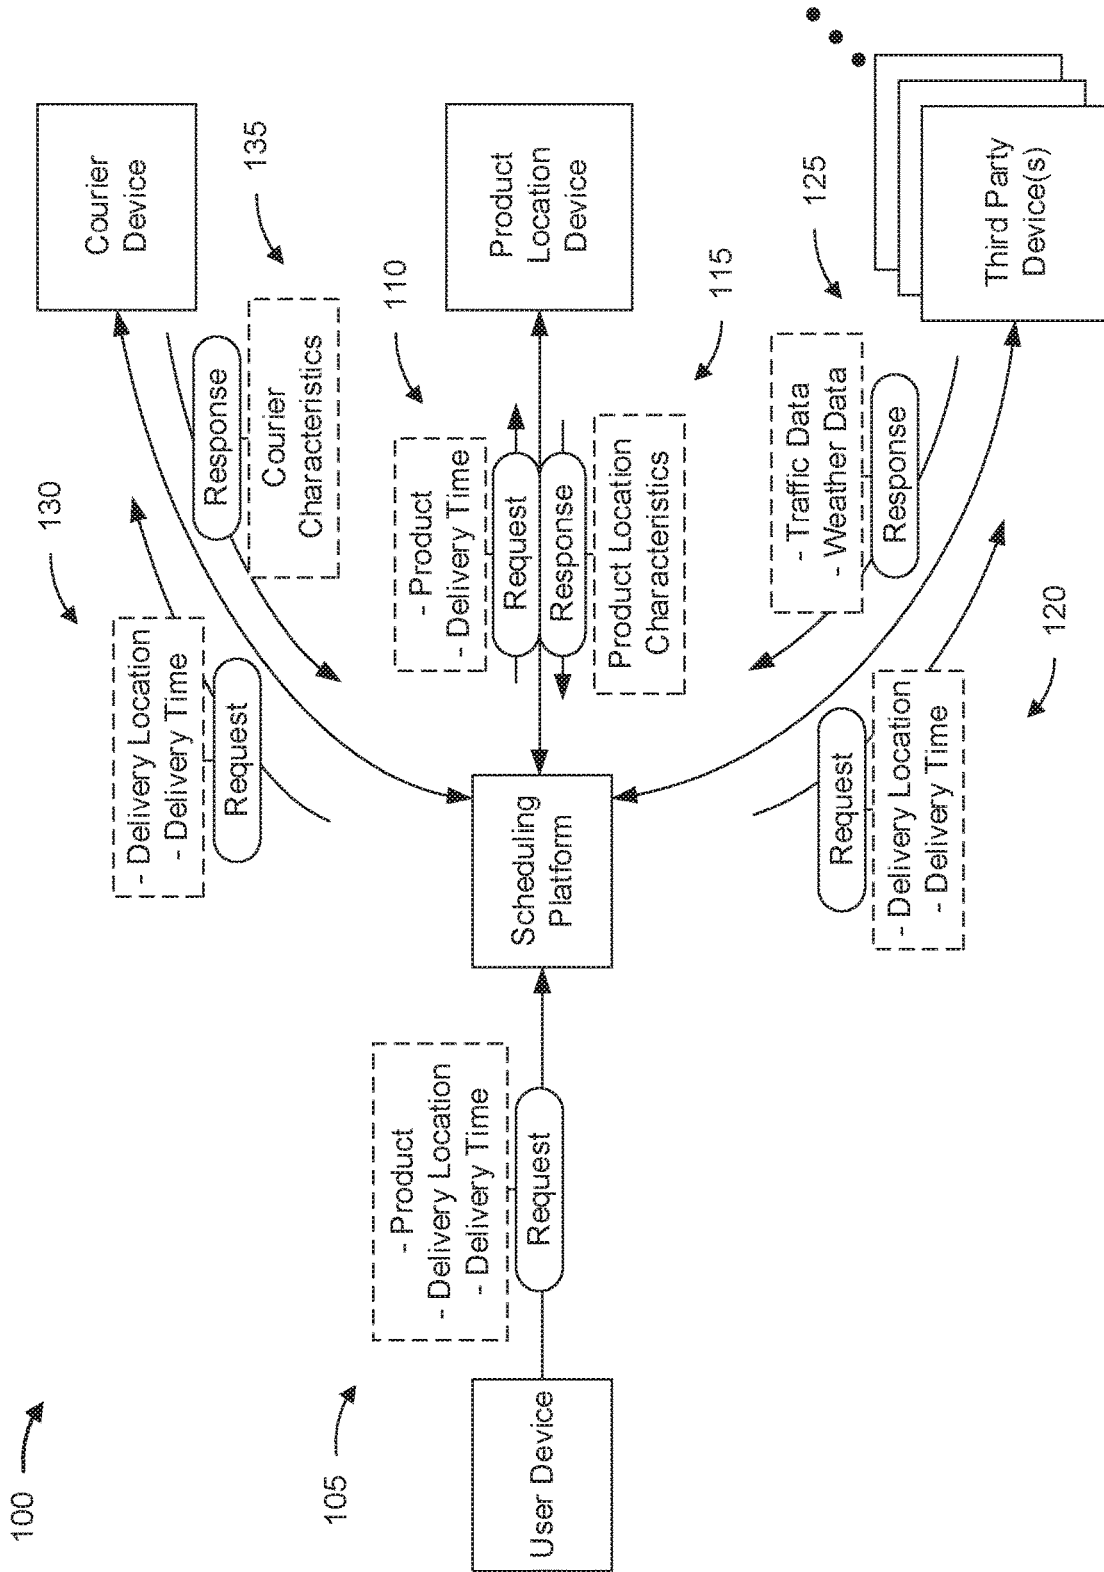 100
105
- Product
- Delivery Location
- Delivery Time
Request
User Device
Scheduling
Platform
130
- Delivery Location
- Delivery Time
Request
Response
Courier
Characteristics
135
Courier
Device
110
- Product
- Delivery Time
Request
Response
Product Location
Characteristics
115
Product
Location
Device
125
- Traffic Data
- Weather Data
Response
Request
- Delivery Location
- Delivery Time
120
Third Party
Device(s)